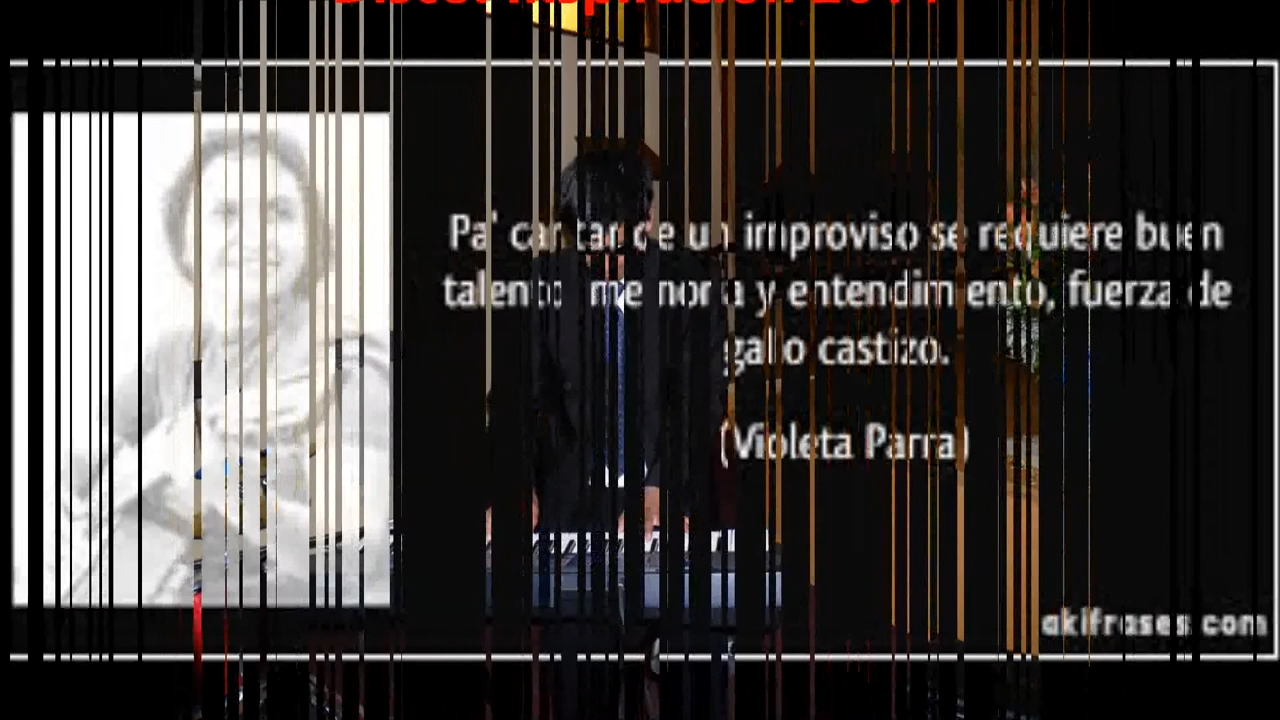 Pa' cantar de un improviso se requiere buen
talento, memoria y entendimiento, fuerza de
gallo castizo.
(Violeta Parra)
akifrases.com